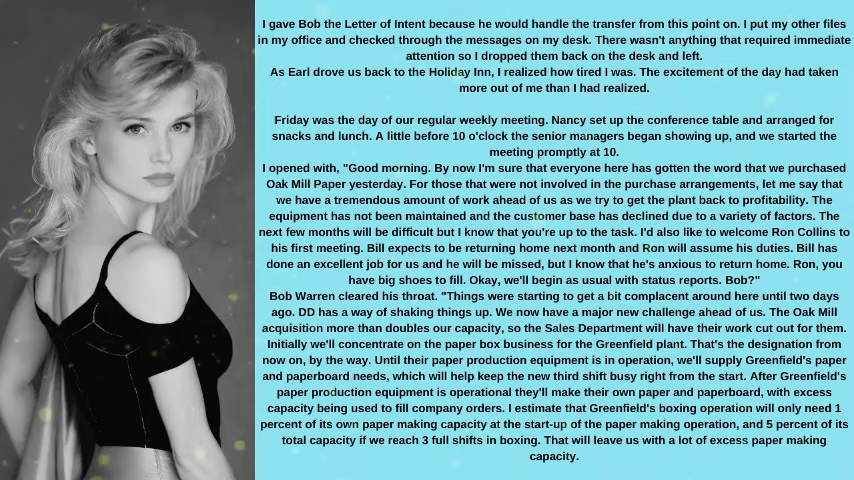 I gave Bob the Letter of Intent because he would handle the transfer from this point on. I put my other files
in my office and checked through the messages on my desk. There wasn't anything that required immediate
attention so I dropped them back on the desk and left.
As Earl drove us back to the Holiday Inn, I realized how tired I was. The excitement of the day had taken
more out of me than I had realized.
Friday was the day of our regular weekly meeting. Nancy set up the conference table and arranged for
snacks and lunch. A little before 10 o'clock the senior managers began showing up, and we started the
meeting promptly at 10.
I opened with, "Good morning. By now I'm sure that everyone here has gotten the word that we purchased
Oak Mill Paper yesterday. For those that were not involved in the purchase arrangements, let me say that
we have a tremendous amount of work ahead of us as we try to get the plant back to profitability. The
equipment has not been maintained and the customer base has declined due to a variety of factors. The
next few months will be difficult but I know that you're up to the task. I'd also like to welcome Ron Collins to
his first meeting. Bill expects to be returning home next month and Ron will assume his duties. Bill has
done an excellent job for us and he will be missed, but I know that he's anxious to return home. Ron, you
have big shoes to fill. Okay, we'll begin as usual with status reports. Bob?"
Bob Warren cleared his throat. "Things were starting to get a bit complacent around here until two days
ago. DD has a way of shaking things up. We now have a major new challenge ahead of us. The Oak Mill
acquisition more than doubles our capacity, so the Sales Department will have their work cut out for them.
Initially we'll concentrate on the paper box business for the Greenfield plant. That's the designation from
now on, by the way. Until their paper production equipment is in operation, we'll supply Greenfield's paper
and paperboard needs, which will help keep the new third shift busy right from the start. After Greenfield's
paper production equipment is operational they'll make their own paper and paperboard, with excess
capacity being used to fill company orders. I estimate that Greenfield's boxing operation will only need 1
percent of its own paper making capacity at the start-up of the paper making operation, and 5 percent of its
total capacity if we reach 3 full shifts in boxing. That will leave us with a lot of excess paper making
capacity.